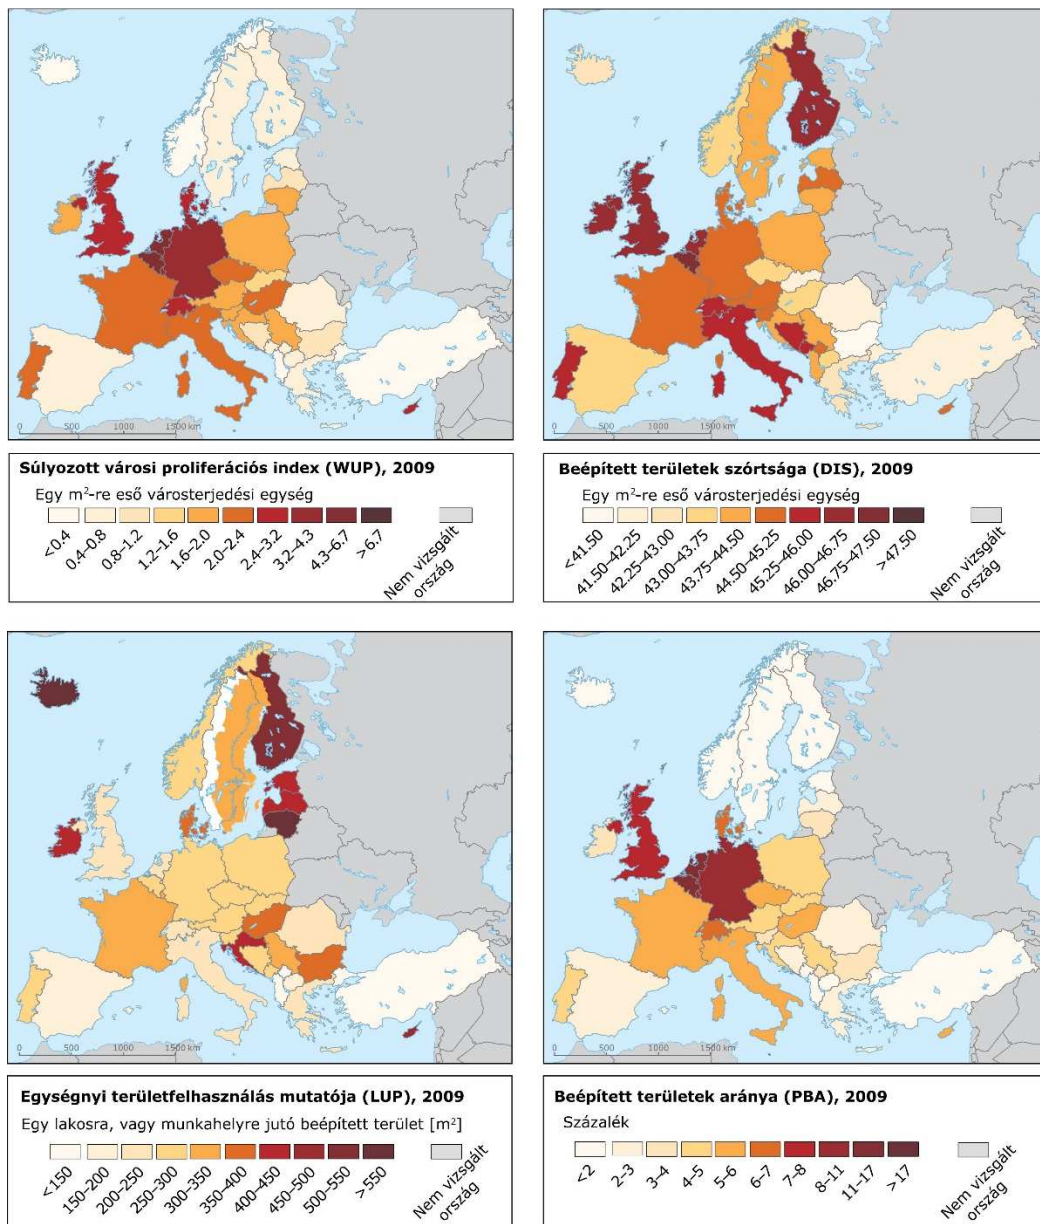 0 500 1000 1500 km
0 500 1000 1500 km
Súlyozott városi proliferációs index (WUP), 2009
Egy m²-re eső városterjedési egység
<0.4 0.4–0.8 0.8–1.2 1.2–1.6 1.6–2.0 2.0–2.4 2.4–3.2 3.2–4.3 4.3–6.7 >6.7
Nem vizsgált
ország
Beépített területek szórtsága (DIS), 2009
Egy m²-re eső városterjedési egység
<41.50 41.50–42.25 42.25–43.00 43.00–43.75 43.75–44.50 44.50–45.25 45.25–46.00 46.00–46.75 46.75–47.50 >47.50
Nem vizsgált
ország
0 500 1000 1500 km
0 500 1000 1500 km
Egységnyi területfelhasználás mutatója (LUP), 2009
Egy lakosra, vagy munkahelyre jutó beépített terület [m²]
<150 150–200 200–250 250–300 300–350 350–400 400–450 450–500 500–550 >550
Nem vizsgált
ország
Beépített területek aránya (PBA), 2009
Százalék
<2 2–3 3–4 4–5 5–6 6–7 7–8 8–11 11–17 >17
Nem vizsgált
ország